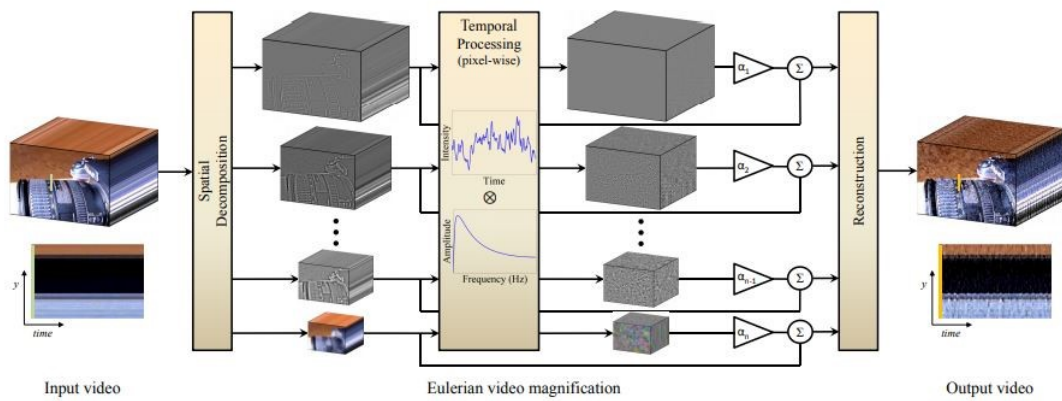 Temporal
Processing
(pixel-wise)
Spatial
Decomposition
Intensity
Time
⊗
Amplitude
Frequency (Hz)
α1
Σ
α2
Σ
αn-1
Σ
αn
Σ
Reconstruction
y
time
y
time
Input video
Eulerian video magnification
Output video